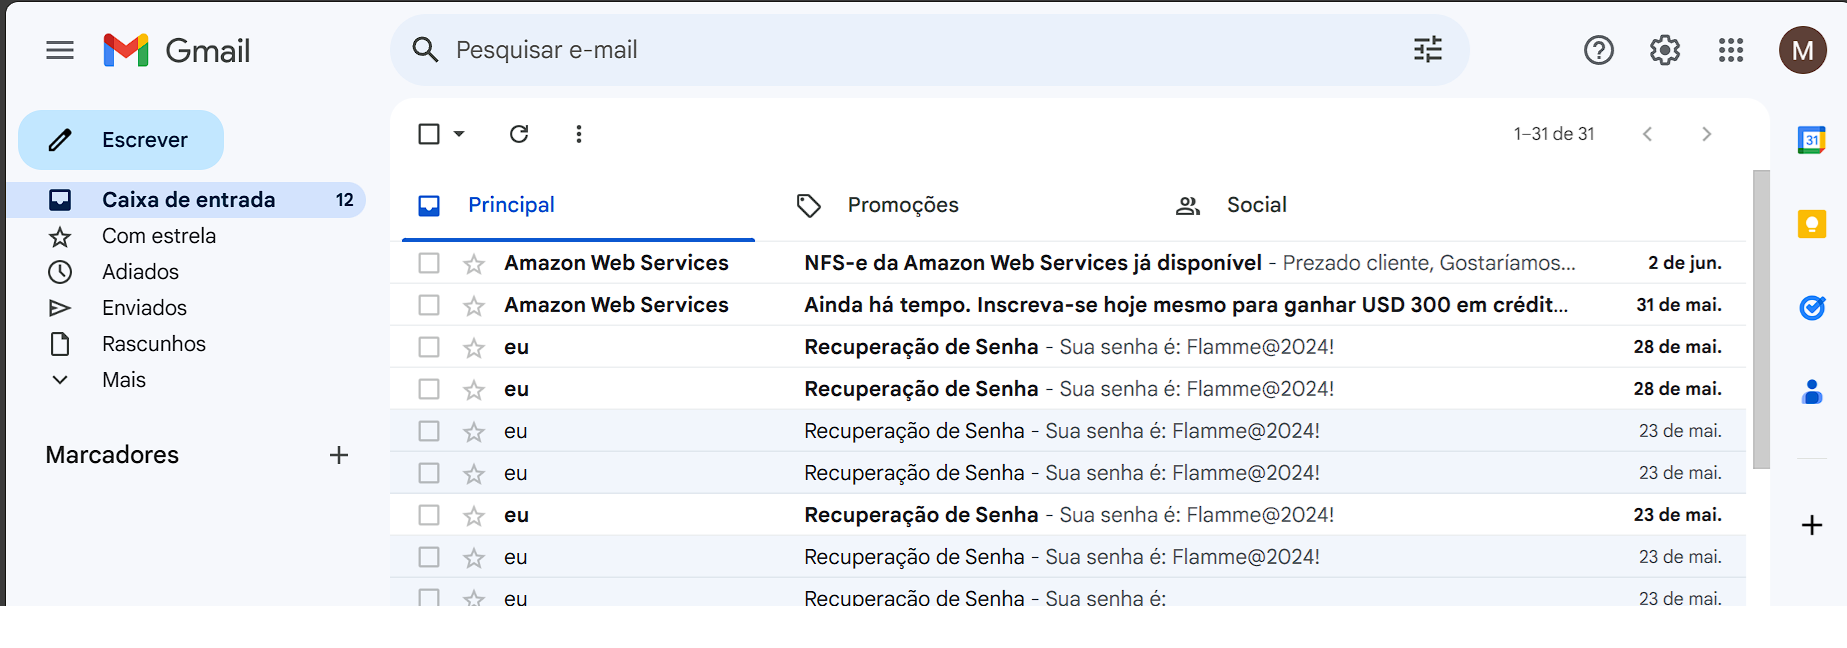 Gmail
Pesquisar e-mail
M
Escrever
1–31 de 31
31
Caixa de entrada 12
Com estrela
Adiados
Enviados
Rascunhos
Mais
Marcadores
Principal Promoções Social
Amazon Web Services NFS-e da Amazon Web Services já disponível - Prezado cliente, Gostaríamos... 2 de jun.
Amazon Web Services Ainda há tempo. Inscreva-se hoje mesmo para ganhar USD 300 em crédit... 31 de mai.
eu Recuperação de Senha - Sua senha é: Flamme@2024! 28 de mai.
eu Recuperação de Senha - Sua senha é: Flamme@2024! 28 de mai.
eu Recuperação de Senha - Sua senha é: Flamme@2024! 23 de mai.
eu Recuperação de Senha - Sua senha é: Flamme@2024! 23 de mai.
eu Recuperação de Senha - Sua senha é: Flamme@2024! 23 de mai.
eu Recuperação de Senha - Sua senha é: Flamme@2024! 23 de mai.
eu Recuperação de Senha - Sua senha é: 23 de mai.